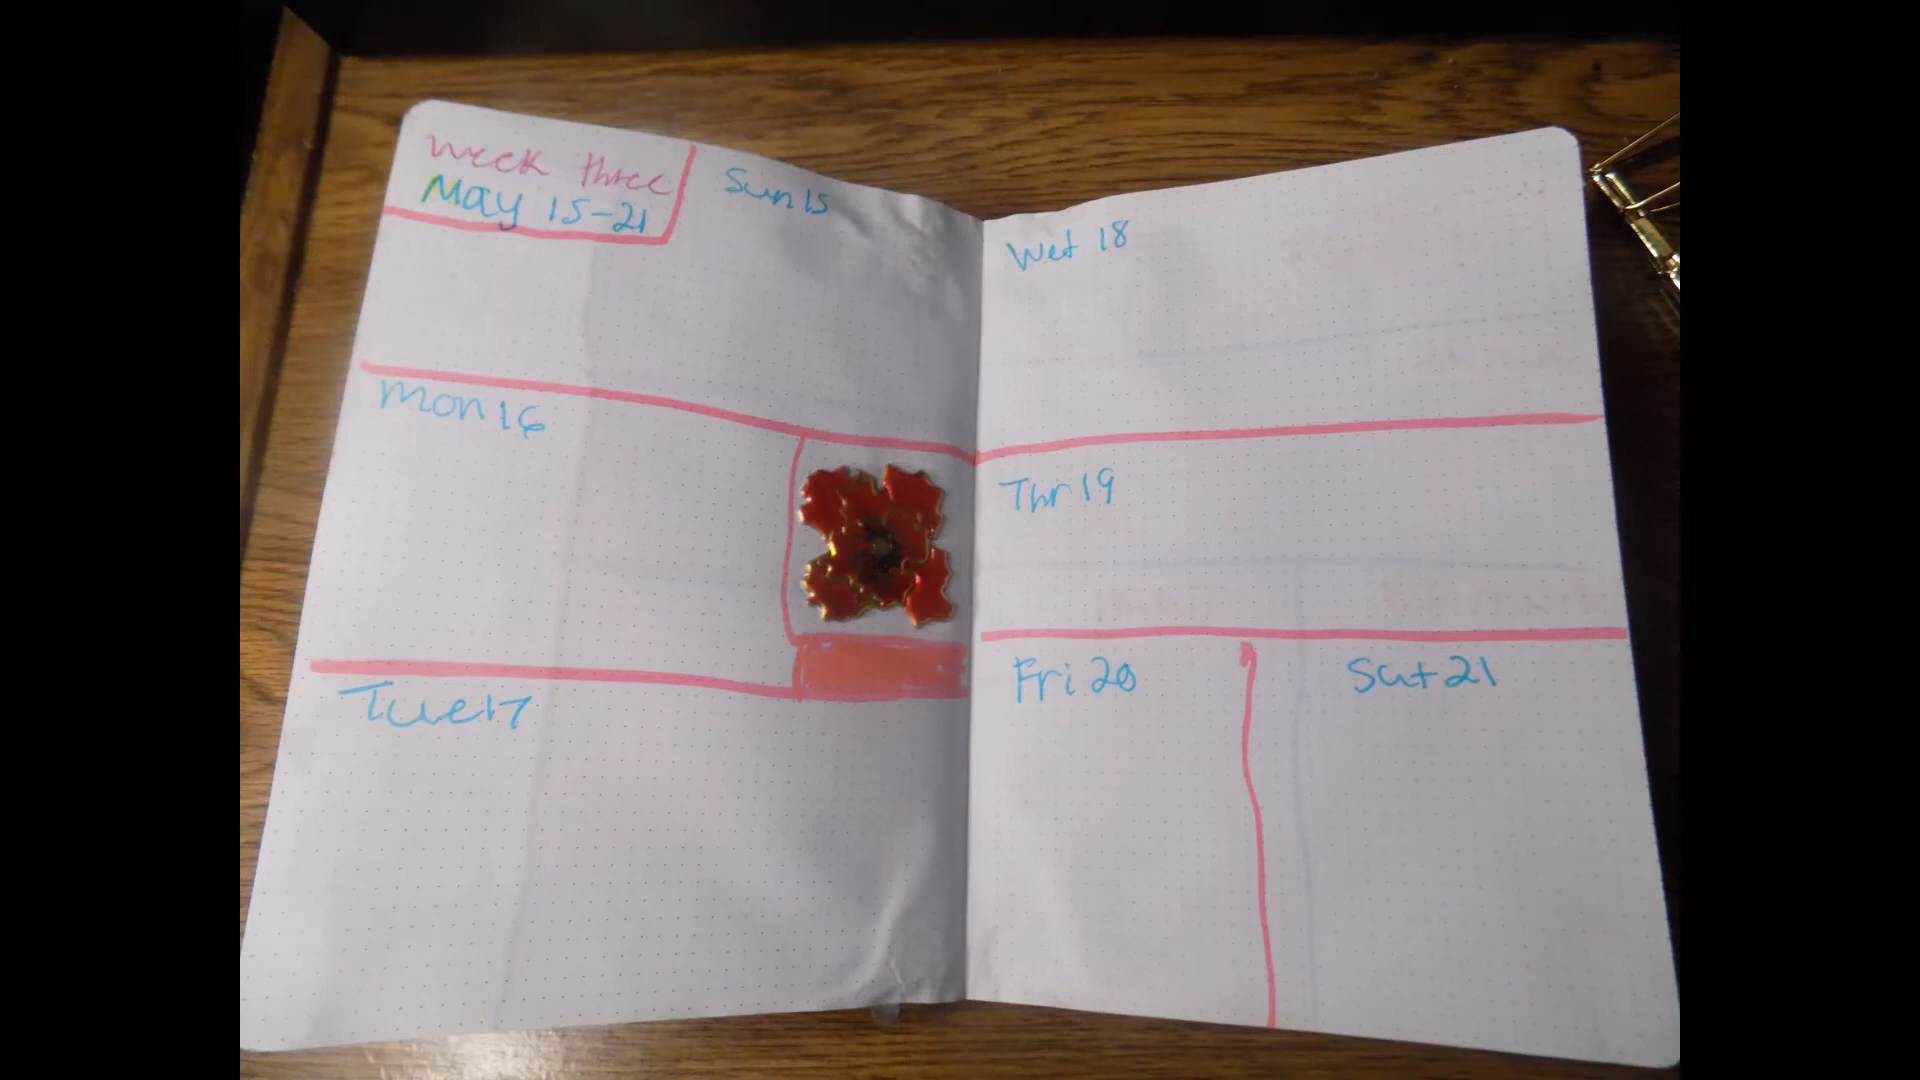 week three
May 15-21
Sun 15
Mon 16
Tue 17
Wed 18
Thr 19
Fri 20
Sat 21